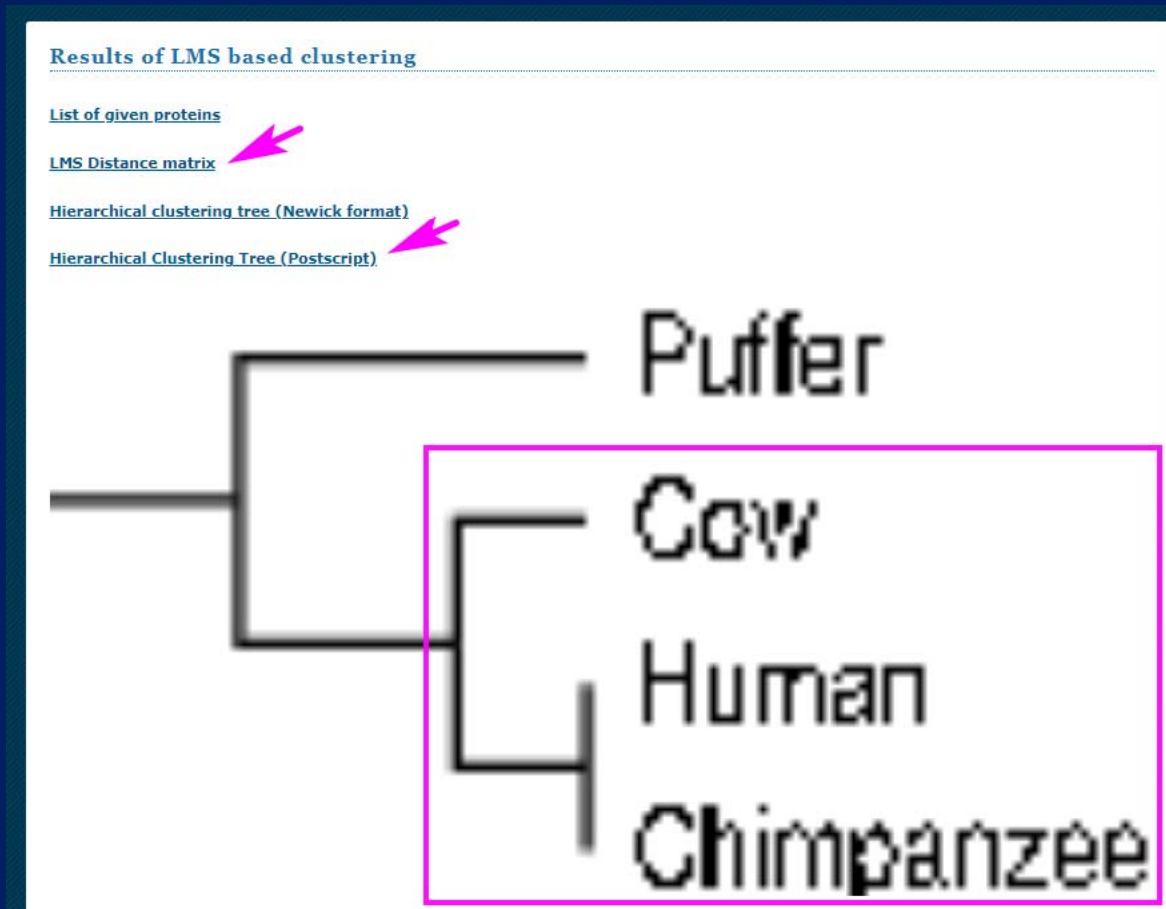 Results of LMS based clustering
List of given proteins
LMS Distance matrix
Hierarchical clustering tree (Newick format)
Hierarchical Clustering Tree (Postscript)
Puffer
Cow
Human
Chimpanzee